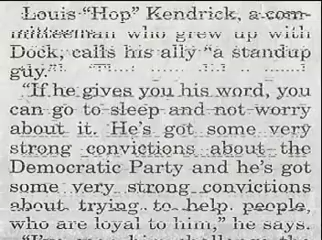 Louis “Hop” Kendrick, a com-
mitteeman who grew up with
Dock, calls his ally “a standup
guy.”
“If he gives you his word, you
can go to sleep and not worry
about it. He’s got some very
strong convictions about the
Democratic Party and he’s got
some very strong convictions
about trying to help people,
who are loyal to him,” he says.